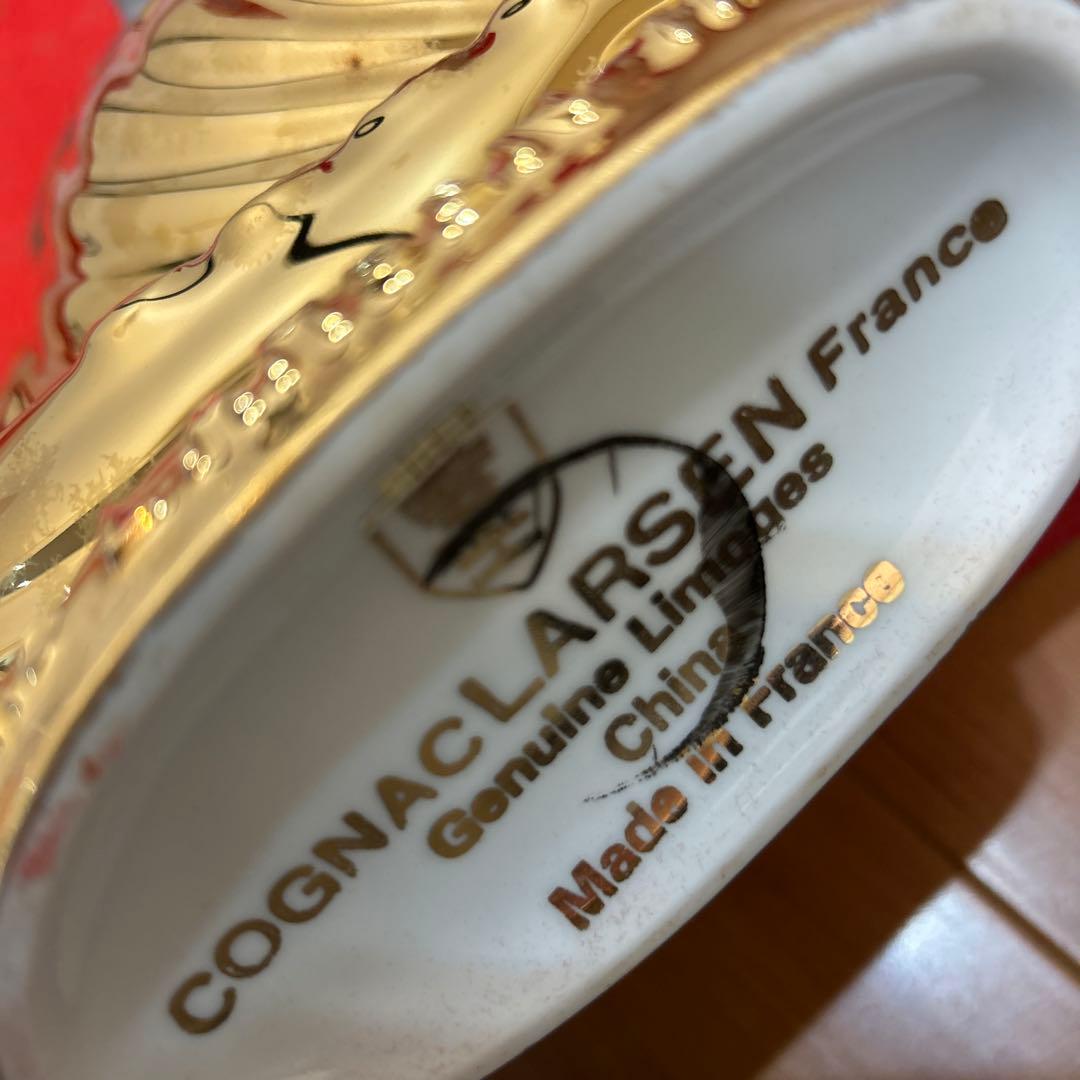 COGNAC LARSEN France
Genuine Limoges
China
Made in France